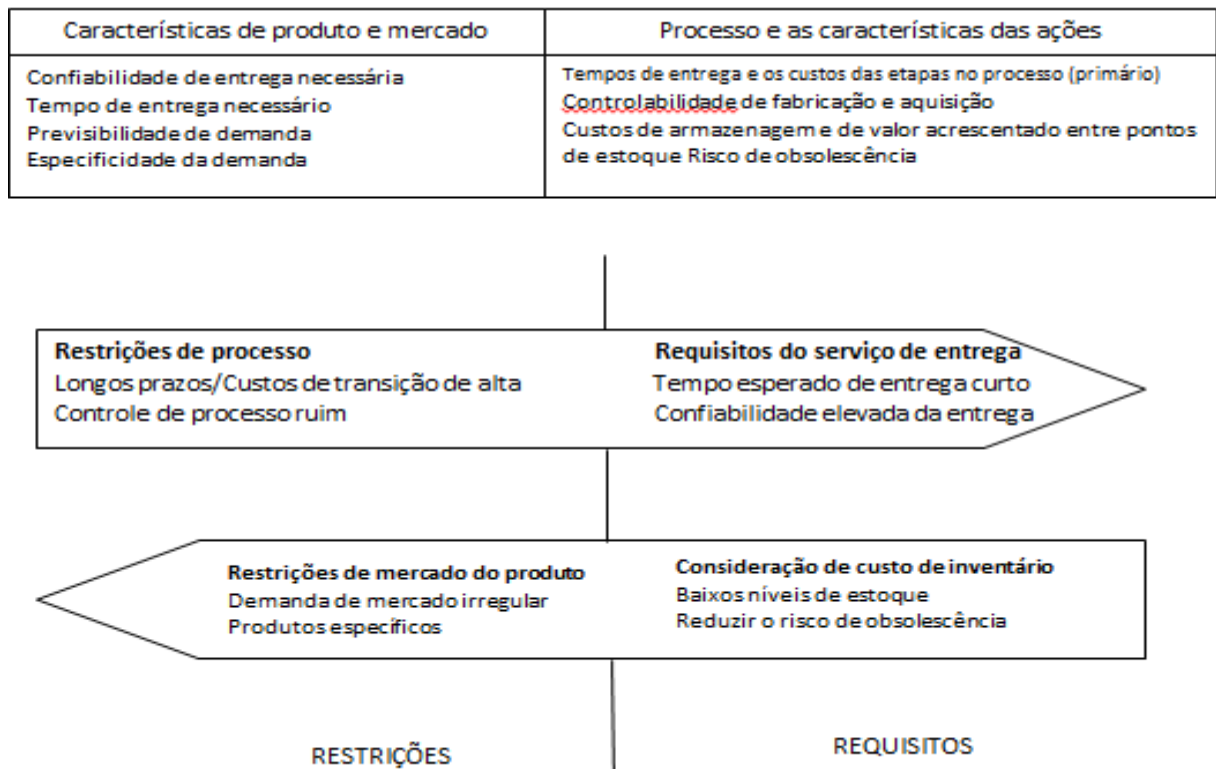 Características de produto e mercado
Processo e as características das ações
Confiabilidade de entrega necessária
Tempo de entrega necessário
Previsibilidade de demanda
Especificidade da demanda
Tempos de entrega e os custos das etapas no processo (primário)
Controlabilidade de fabricação e aquisição
Custos de armazenagem e de valor acrescentado entre pontos
de estoque Risco de obsolescência
Restrições de processo
Longos prazos/Custos de transição de alta
Controle de processo ruim
Requisitos do serviço de entrega
Tempo esperado de entrega curto
Confiabilidade elevada da entrega
Restrições de mercado do produto
Demanda de mercado irregular
Produtos específicos
Consideração de custo de inventário
Baixos níveis de estoque
Reduzir o risco de obsolescência
RESTRIÇÕES
REQUISITOS